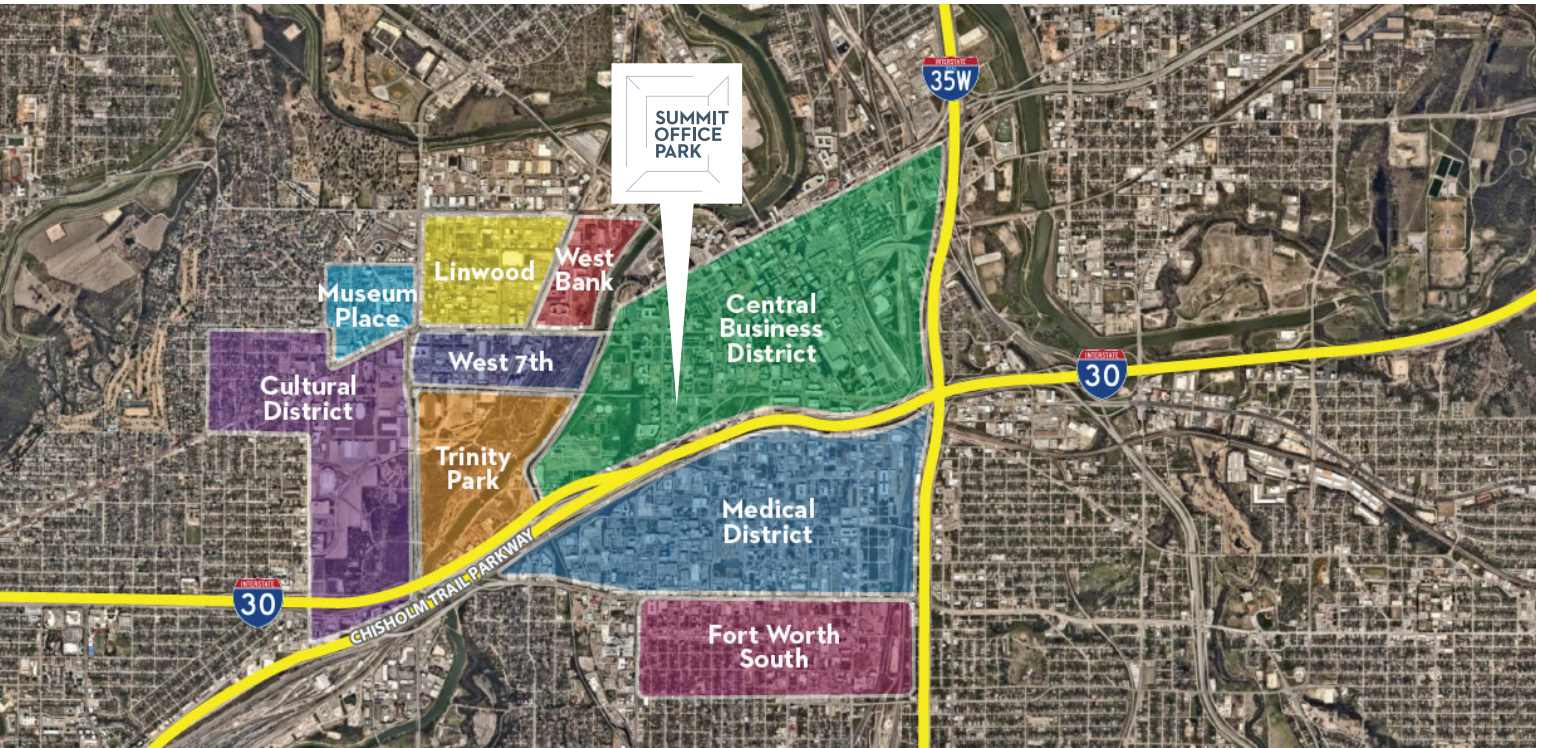 INTERSTATE
35W
SUMMIT
OFFICE
PARK
Linwood
West
Bank
Museum
Place
Central
Business
District
West 7th
INTERSTATE
30
Cultural
District
Trinity
Park
Medical
District
CHISHOLM TRAIL PARKWAY
INTERSTATE
30
Fort Worth
South